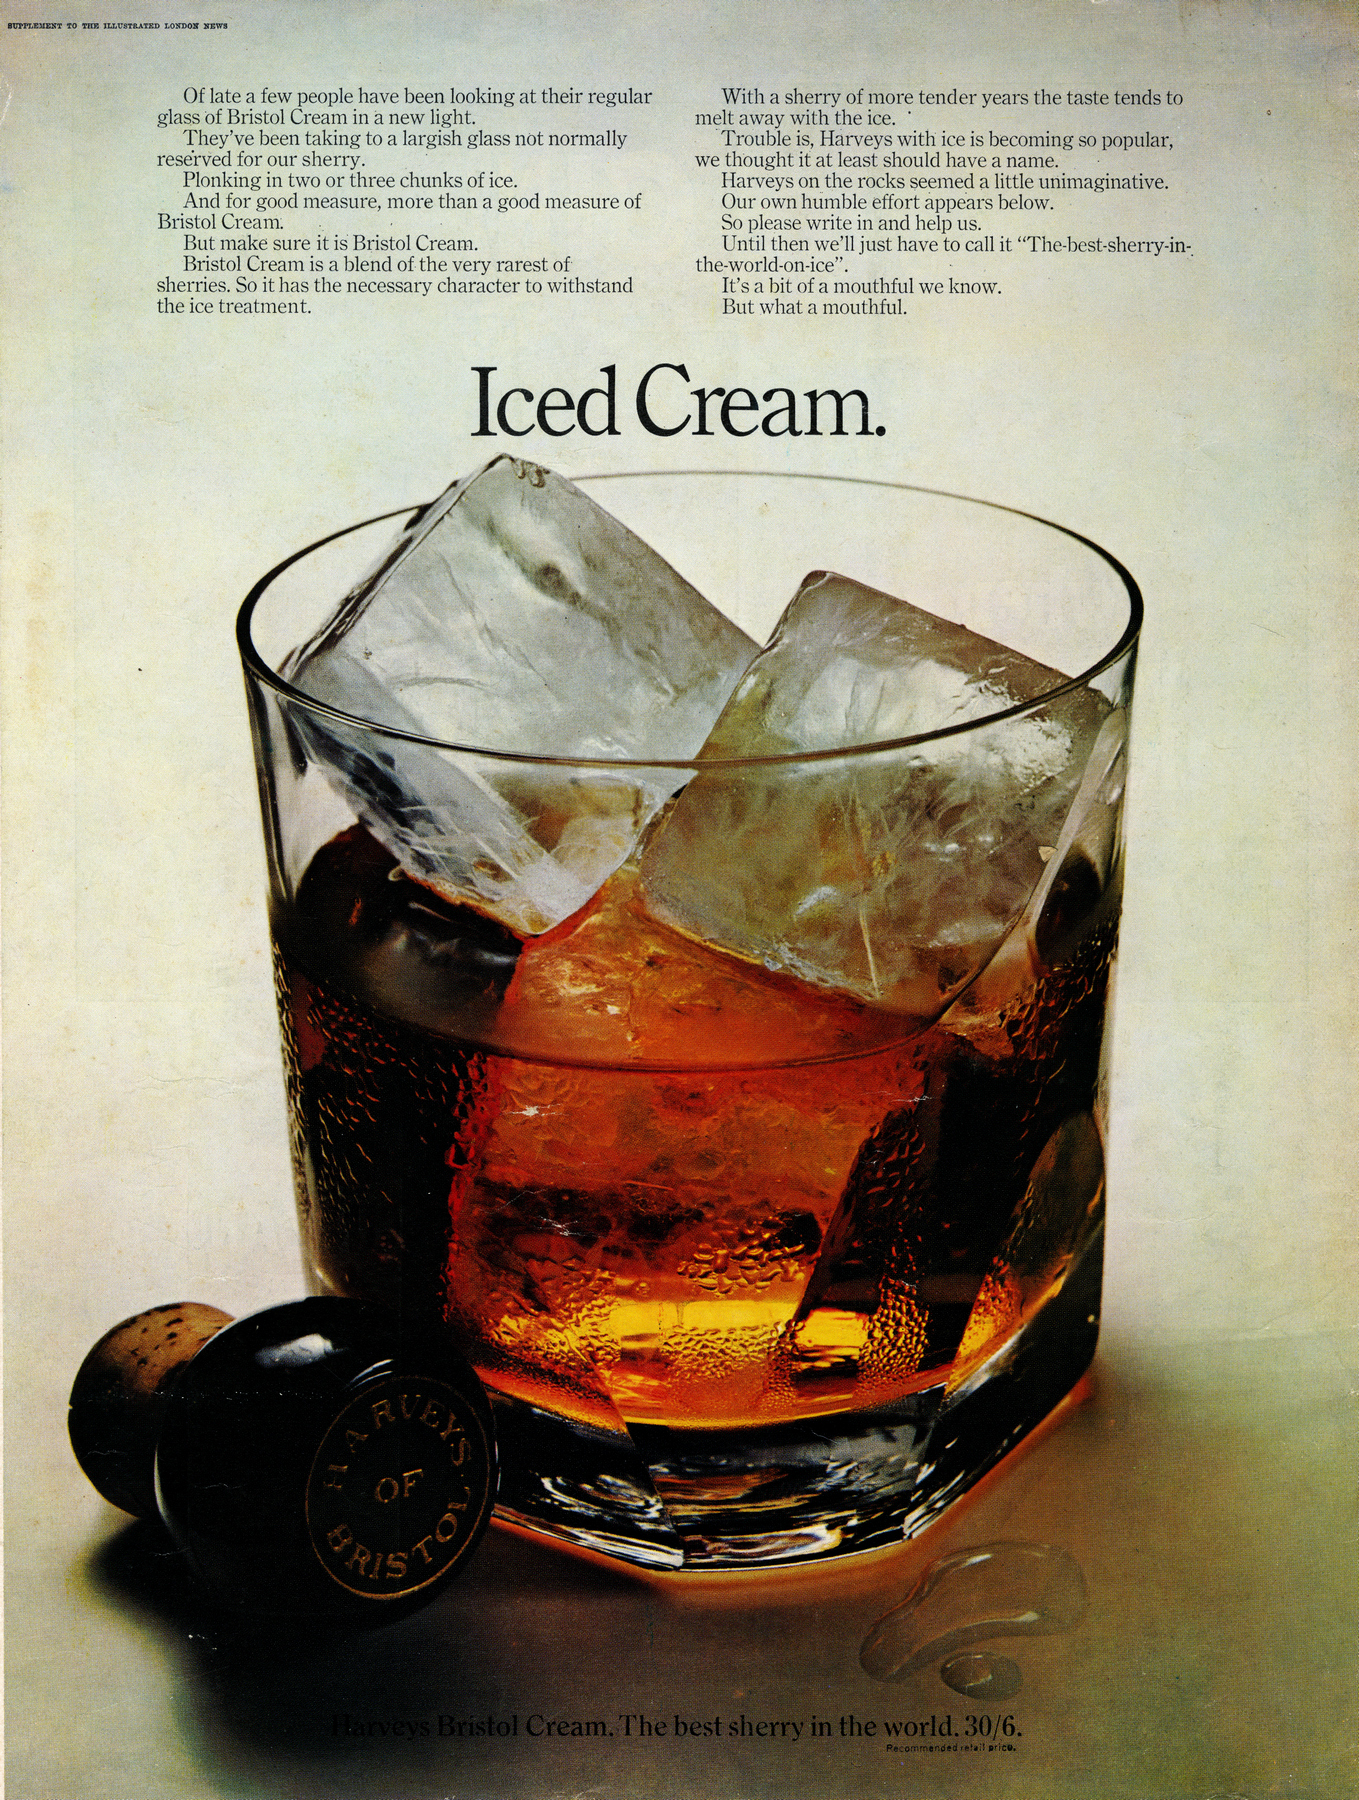 SUPPLEMENT TO THE ILLUSTRATED LONDON NEWS
Of late a few people have been looking at their regular
glass of Bristol Cream in a new light.
They've been taking to a largish glass not normally
reserved for our sherry.
Plonking in two or three chunks of ice.
And for good measure, more than a good measure of
Bristol Cream.
But make sure it is Bristol Cream.
Bristol Cream is a blend of the very rarest of
sherries. So it has the necessary character to withstand
the ice treatment.
With a sherry of more tender years the taste tends to
melt away with the ice.
Trouble is, Harveys with ice is becoming so popular,
we thought it at least should have a name.
Harveys on the rocks seemed a little unimaginative.
Our own humble effort appears below.
So please write in and help us.
Until then we'll just have to call it “The-best-sherry-in-
the-world-on-ice”.
It's a bit of a mouthful we know.
But what a mouthful.
Iced Cream.
HARVEYS
OF
BRISTOL
Harveys Bristol Cream. The best sherry in the world. 30/6.
Recommended retail price.